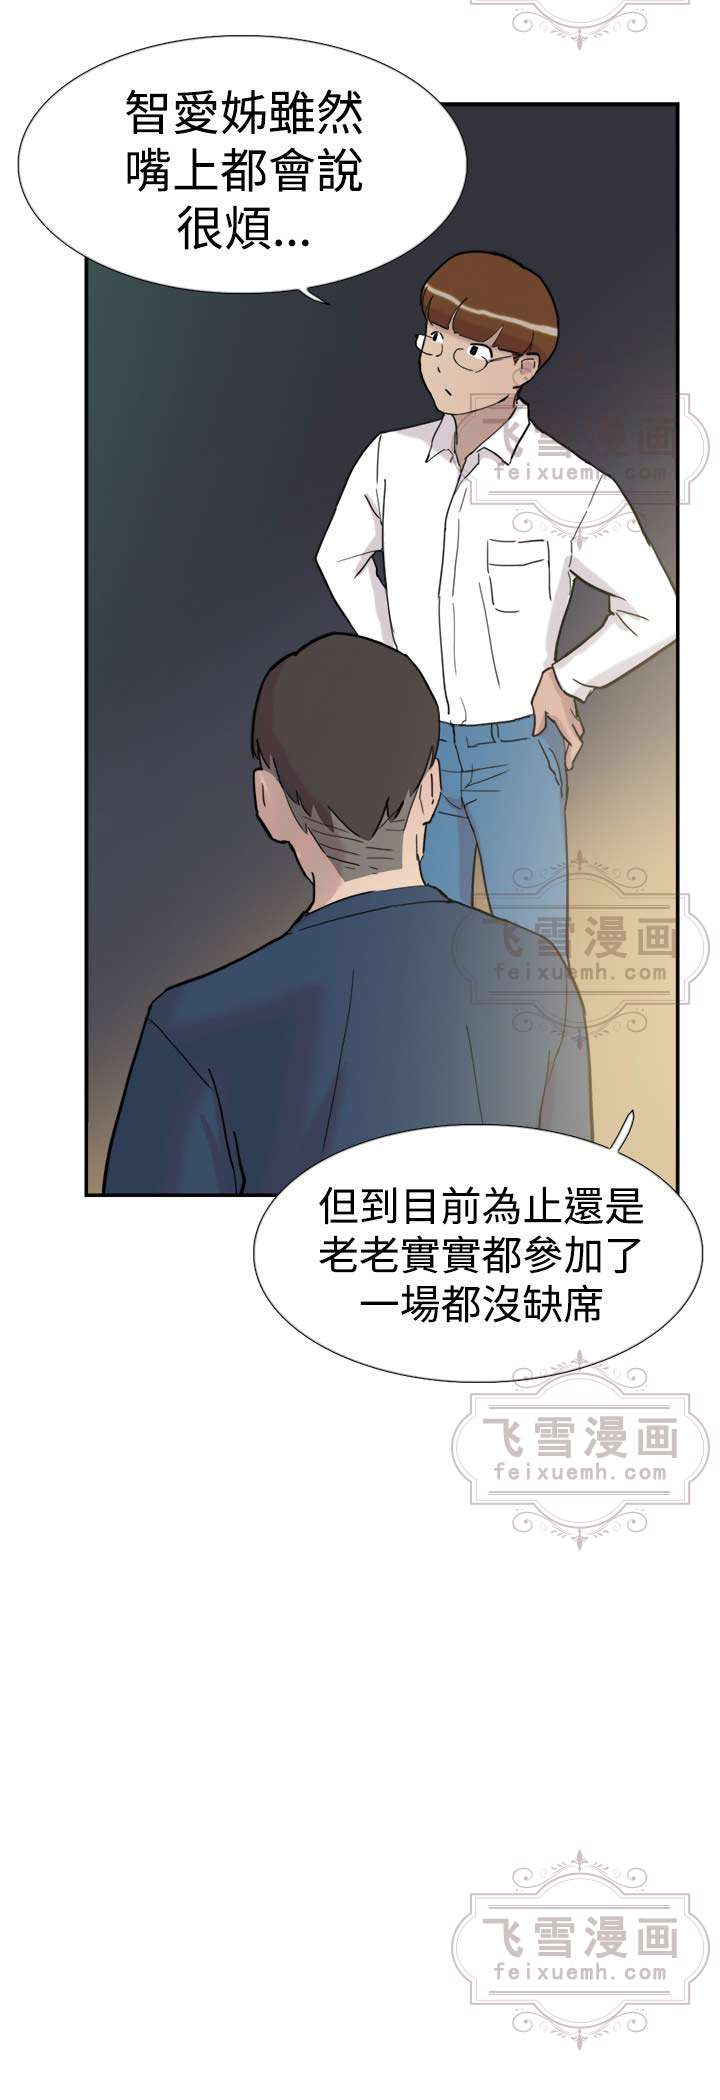 智愛姊雖然
嘴上都會說
很煩...
飞雪漫画
feixuemh.com
飞雪漫画
feixuemh.com
但到目前為止還是
老老實實都參加了
一場都沒缺席
飞雪漫画
feixuemh.com
飞雪漫画
feixuemh.com